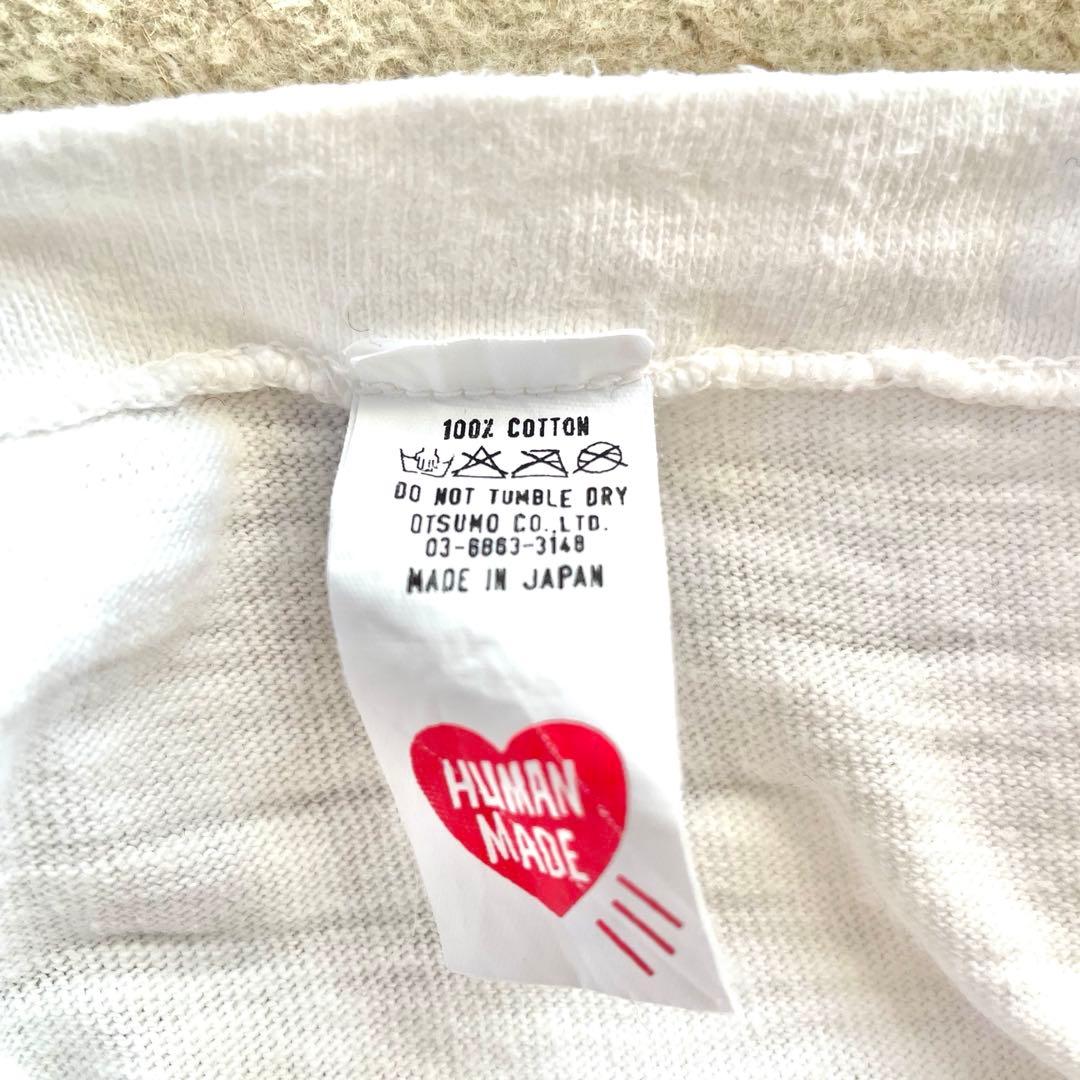 100% COTTON
DO NOT TUMBLE DRY
OTSUMO CO.,LTD.
03-6863-3148
MADE IN JAPAN
HUMAN
MADE